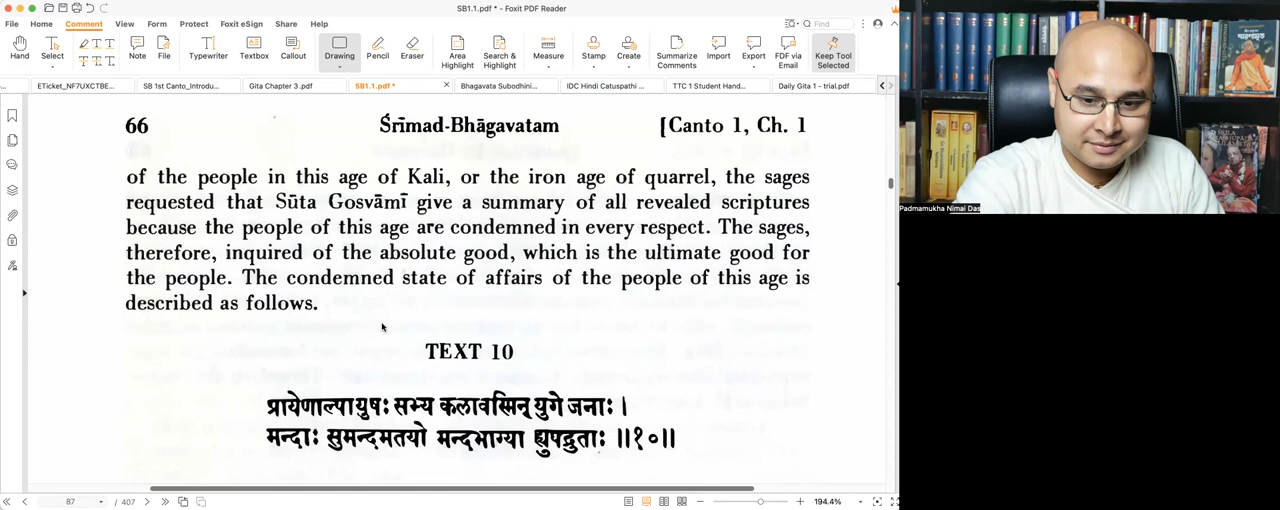 SB1.1.pdf * - Foxit PDF Reader
File Home Comment View Form Protect Foxit eSign Share Help
Find
Hand Select Note File Typewriter Textbox Callout Drawing Pencil Eraser Area Highlight Search & Highlight Measure Stamp Create Summarize Comments Import Export FDF via Email Keep Tool Selected
ETicket_NF7UXCTBE... SB 1st Canto_Introdu... Gita Chapter 3.pdf SB1.1.pdf * Bhagavata Subodhini... IDC Hindi Catuspathi ... TTC 1 Student Hand... Daily Gita 1 - trial.pdf
66 Śrīmad-Bhāgavatam [Canto 1, Ch. 1
of the people in this age of Kali, or the iron age of quarrel, the sages
requested that Sūta Gosvāmī give a summary of all revealed scriptures
because the people of this age are condemned in every respect. The sages,
therefore, inquired of the absolute good, which is the ultimate good for
the people. The condemned state of affairs of the people of this age is
described as follows.
TEXT 10
प्रायेणाल्पायुषः सभ्य कलावस्मिन् युगे जनाः ।
मन्दाः सुमन्दमतयो मन्दभाग्या ह्युपद्रुताः ॥१०॥
87 / 407 194.4%
Padmamukha Nimai Das